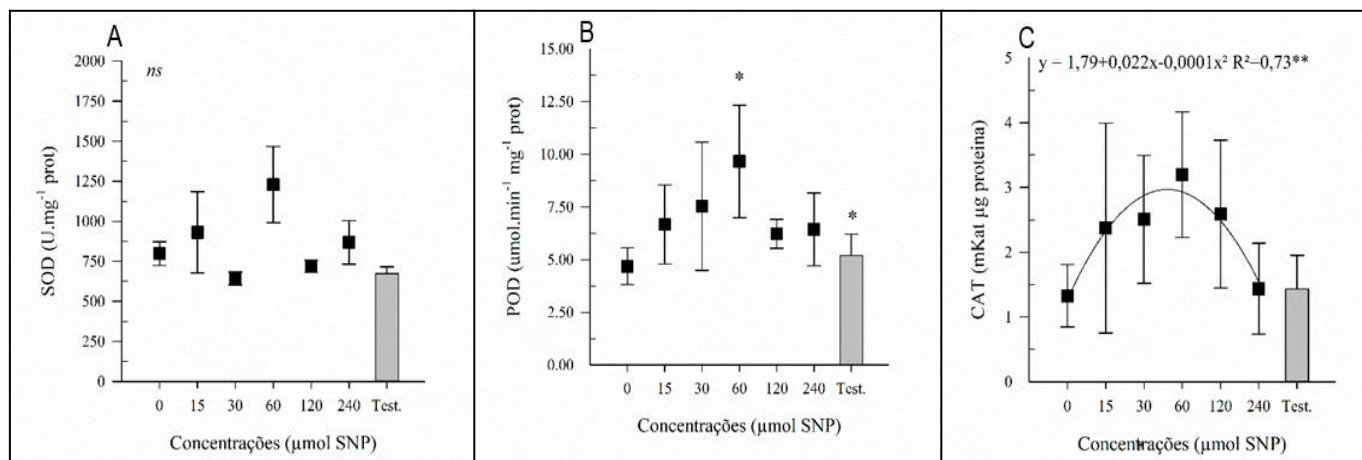 A
ns
2000
1750
1500
1250
1000
750
500
250
0
SOD (U.mg⁻¹ prot)
0 15 30 60 120 240 Test.
Concentrações (µmol SNP)
B
15.00
12.50
10.00
7.50
5.00
2.50
0.00
POD (umol.min⁻¹ mg⁻¹ prot)
*
*
0 15 30 60 120 240 Test.
Concentrações (µmol SNP)
C
y = 1,79+0,022x-0,0001x² R²−0,73**
5
4
3
2
1
0
CAT (mKat µg proteina)
0 15 30 60 120 240 Test.
Concentrações (µmol SNP)